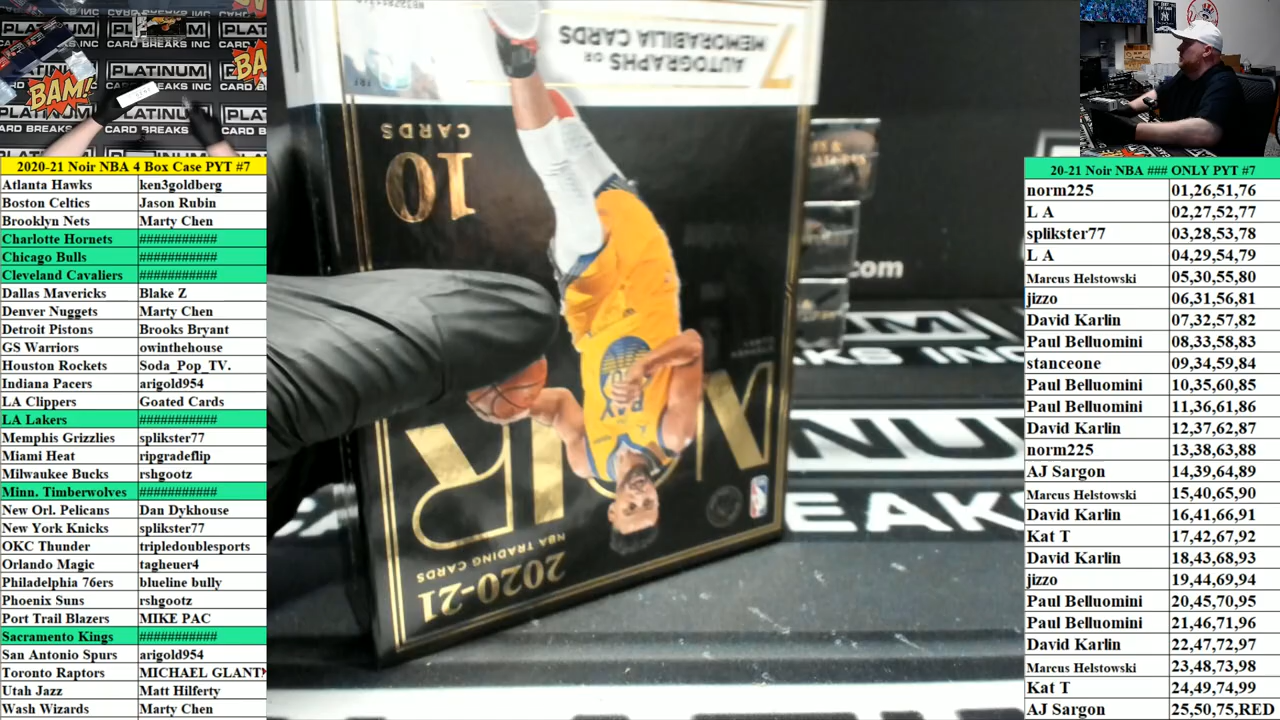 PLATINUM
CARD BREAKS INC
BAM!
2020-21 Noir NBA 4 Box Case PYT #7
Atlanta Hawks ken3goldberg
Boston Celtics Jason Rubin
Brooklyn Nets Marty Chen
Charlotte Hornets ###########
Chicago Bulls ###########
Cleveland Cavaliers ###########
Dallas Mavericks Blake Z
Denver Nuggets Marty Chen
Detroit Pistons Brooks Bryant
GS Warriors owinthehouse
Houston Rockets Soda_Pop_TV.
Indiana Pacers arigold954
LA Clippers Goated Cards
LA Lakers ###########
Memphis Grizzlies splikster77
Miami Heat ripgradeflip
Milwaukee Bucks rshgootz
Minn. Timberwolves ###########
New Orl. Pelicans Dan Dykhouse
New York Knicks splikster77
OKC Thunder tripledoublesports
Orlando Magic tagheuer4
Philadelphia 76ers blueline bully
Phoenix Suns rshgootz
Port Trail Blazers MIKE PAC
Sacramento Kings ###########
San Antonio Spurs arigold954
Toronto Raptors MICHAEL GLANT
Utah Jazz Matt Hilferty
Wash Wizards Marty Chen
2020-21
NBA TRADING CARDS
NOIR
10
CARDS
7
AUTOGRAPHS OR
MEMORABILIA CARDS
.com
20-21 Noir NBA ### ONLY PYT #7
norm225 01,26,51,76
L A 02,27,52,77
splikster77 03,28,53,78
L A 04,29,54,79
Marcus Helstowski 05,30,55,80
jizzo 06,31,56,81
David Karlin 07,32,57,82
Paul Belluomini 08,33,58,83
stanceone 09,34,59,84
Paul Belluomini 10,35,60,85
Paul Belluomini 11,36,61,86
David Karlin 12,37,62,87
norm225 13,38,63,88
AJ Sargon 14,39,64,89
Marcus Helstowski 15,40,65,90
David Karlin 16,41,66,91
Kat T 17,42,67,92
David Karlin 18,43,68,93
jizzo 19,44,69,94
Paul Belluomini 20,45,70,95
Paul Belluomini 21,46,71,96
David Karlin 22,47,72,97
Marcus Helstowski 23,48,73,98
Kat T 24,49,74,99
AJ Sargon 25,50,75,RED